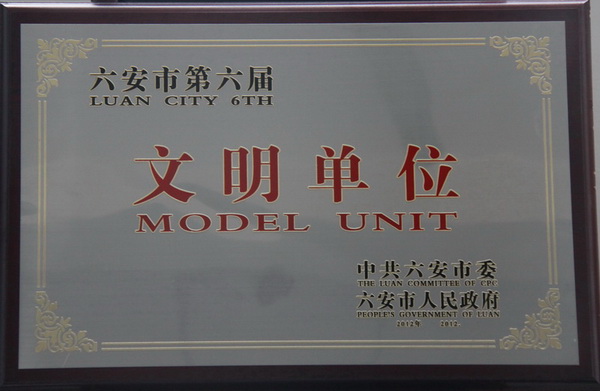 六安市第六届
LUAN CITY 6TH
文明单位
MODEL UNIT
中共六安市委
THE LUAN COMMITTEE OF CPC
六安市人民政府
PEOPLE'S GOVERNMENT OF LUAN
2012年 2012.